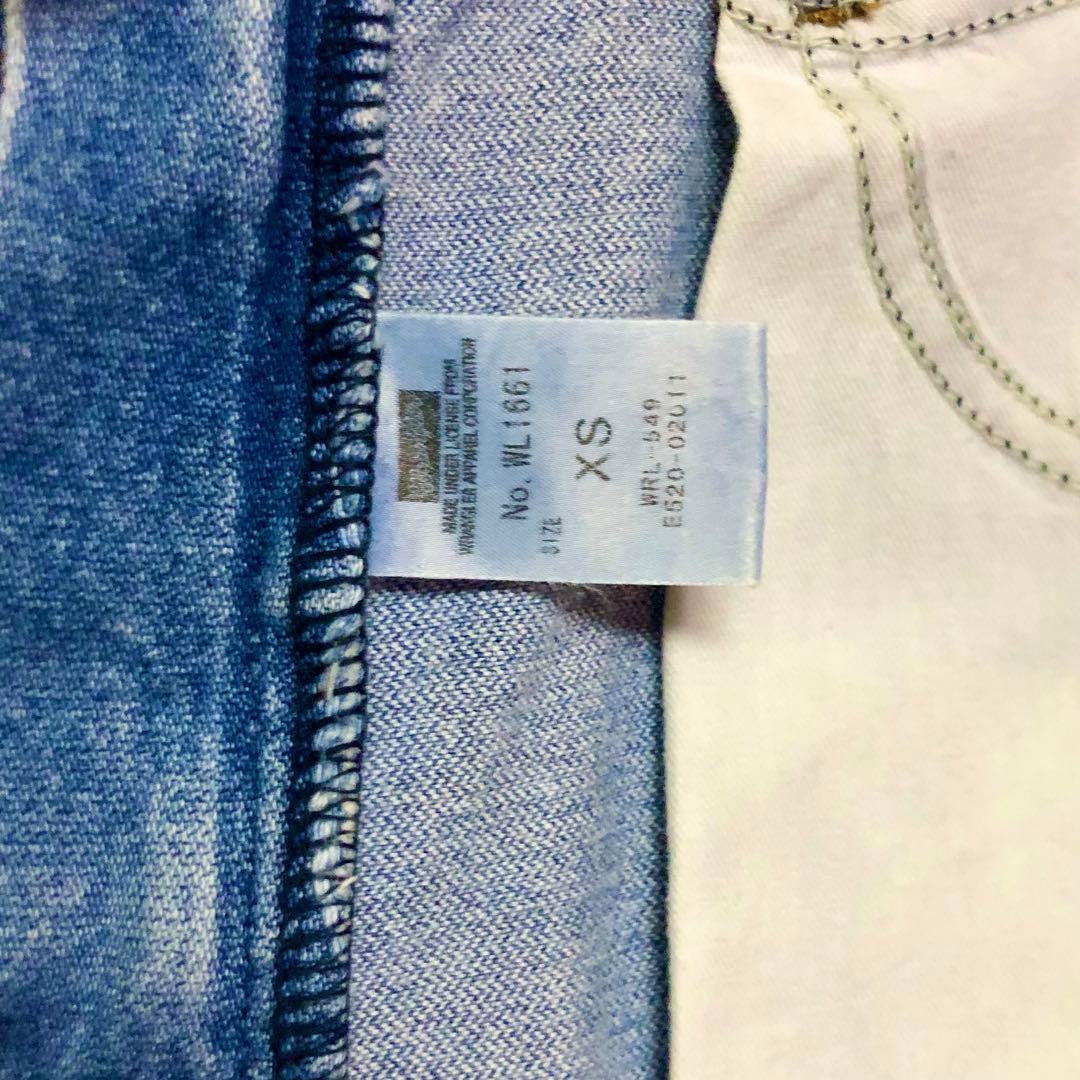 MADE UNDER LICENSE FROM
WRANGLER APPAREL CORPORATION
No. WL1661
SIZE
XS
WRL-549
E520-02011